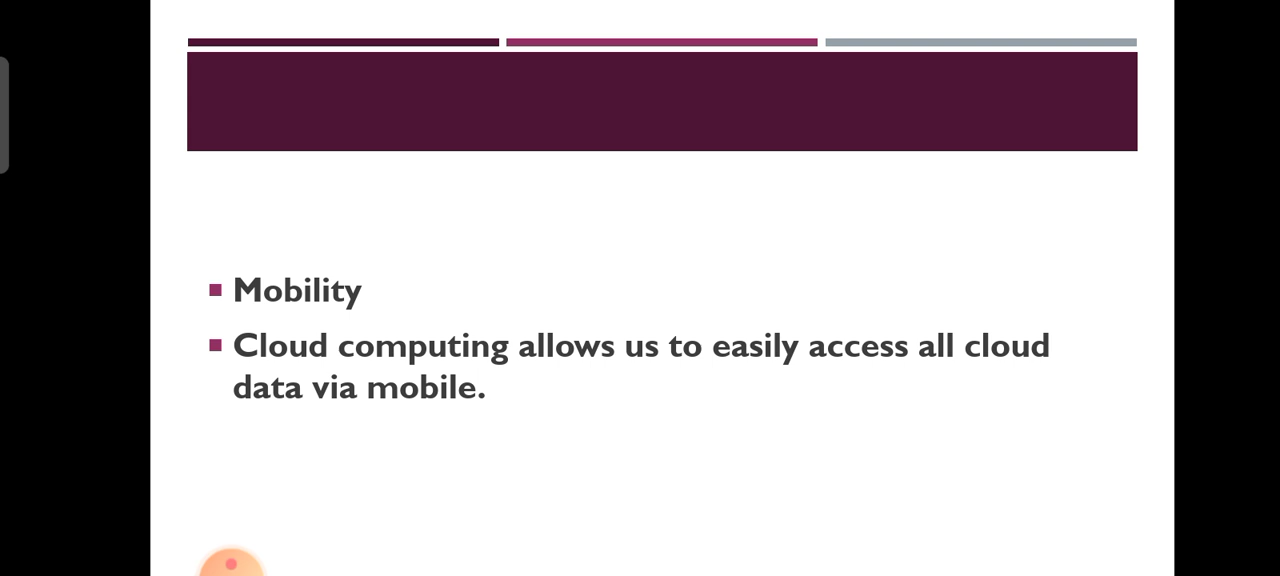 Mobility
Cloud computing allows us to easily access all cloud
data via mobile.